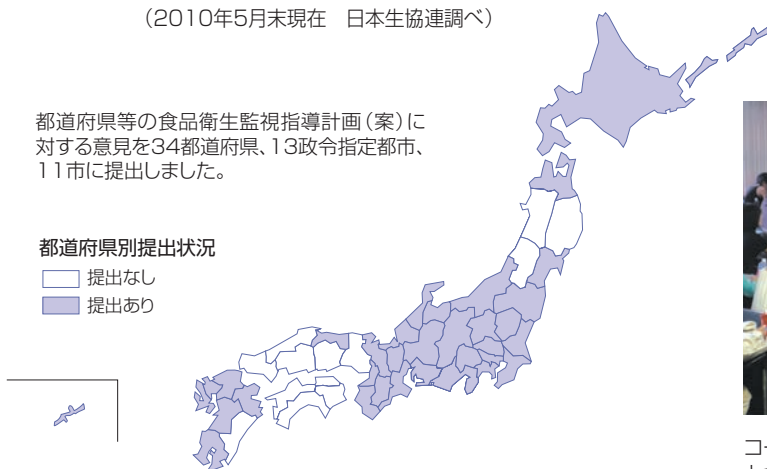 （2010年5月末現在　日本生協連調べ）
都道府県等の食品衛生監視指導計画（案）に
対する意見を34都道府県、13政令指定都市、
11市に提出しました。
都道府県別提出状況
提出なし
提出あり
コー